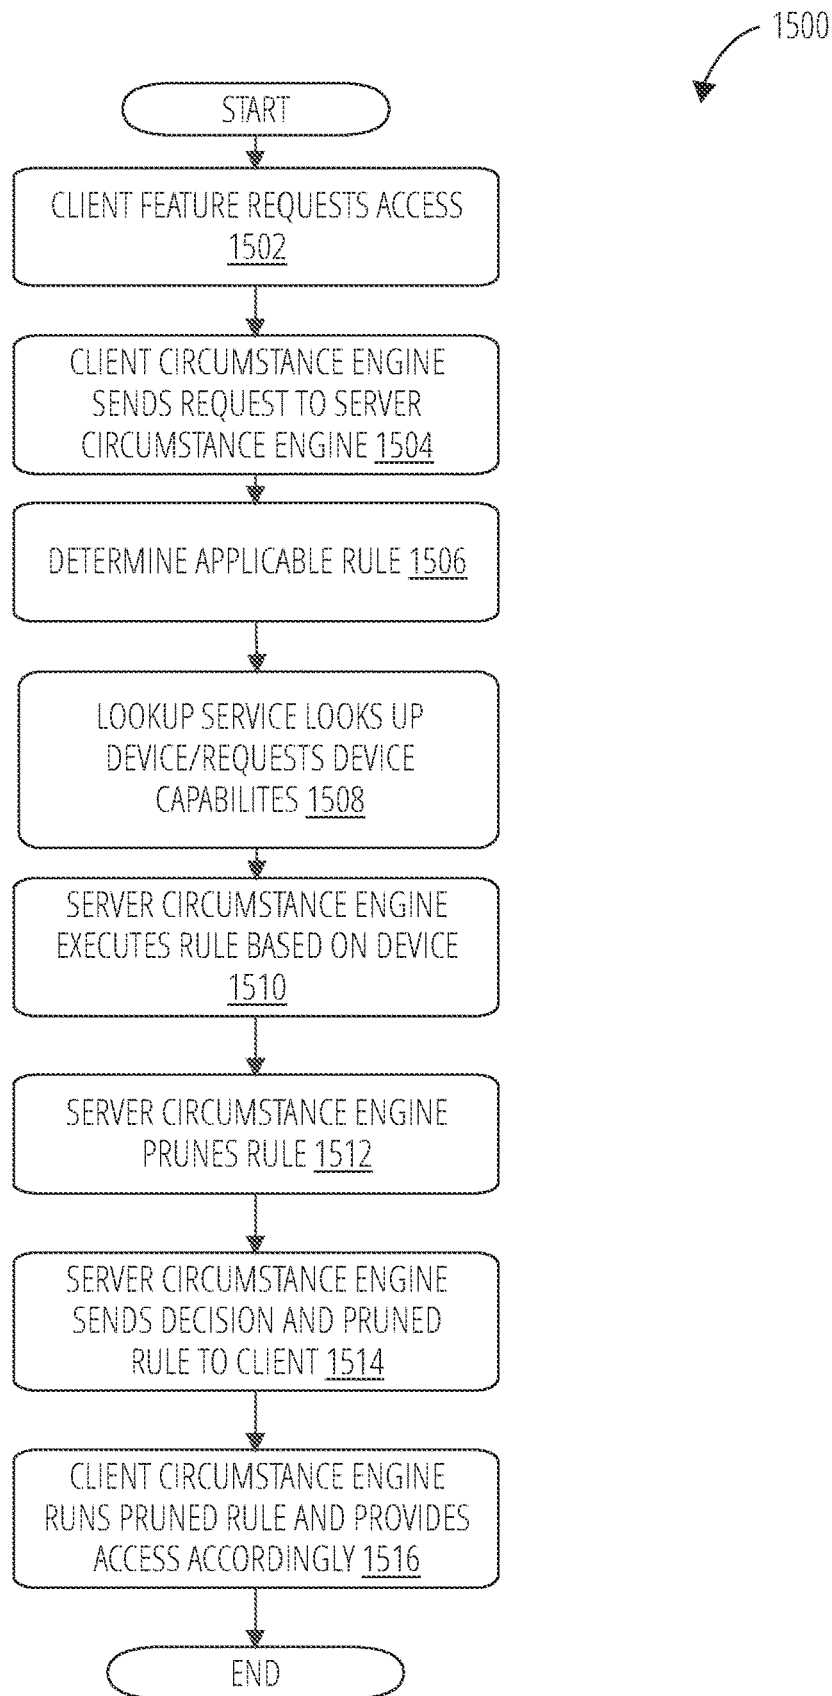 1500
START
CLIENT FEATURE REQUESTS ACCESS
1502
CLIENT CIRCUMSTANCE ENGINE
SENDS REQUEST TO SERVER
CIRCUMSTANCE ENGINE 1504
DETERMINE APPLICABLE RULE 1506
LOOKUP SERVICE LOOKS UP
DEVICE/REQUESTS DEVICE
CAPABILITES 1508
SERVER CIRCUMSTANCE ENGINE
EXECUTES RULE BASED ON DEVICE
1510
SERVER CIRCUMSTANCE ENGINE
PRUNES RULE 1512
SERVER CIRCUMSTANCE ENGINE
SENDS DECISION AND PRUNED
RULE TO CLIENT 1514
CLIENT CIRCUMSTANCE ENGINE
RUNS PRUNED RULE AND PROVIDES
ACCESS ACCORDINGLY 1516
END